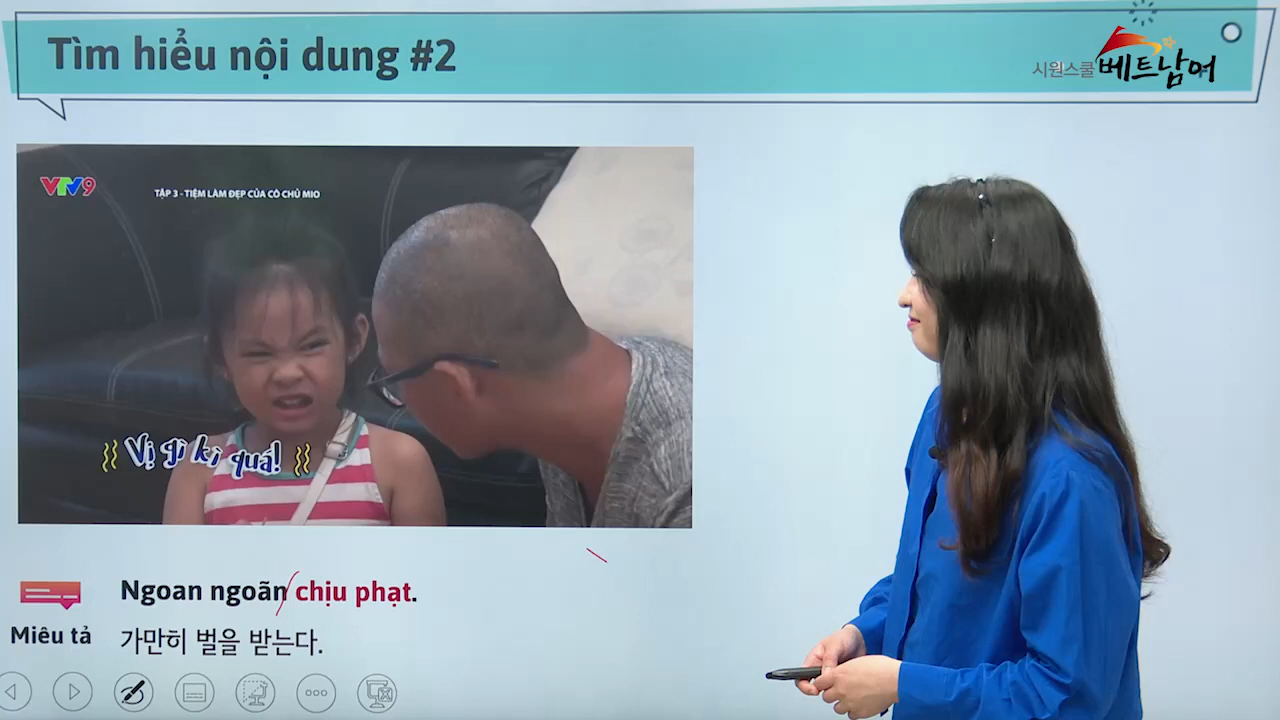 Tìm hiểu nội dung #2
시원스쿨 베트남어
VTV9
TẬP 3 - TIỆM LÀM ĐẸP CỦA CÔ CHỦ MIO
Vị gì kì quá!
Ngoan ngoãn chịu phạt.
Miêu tả
가만히 벌을 받는다.